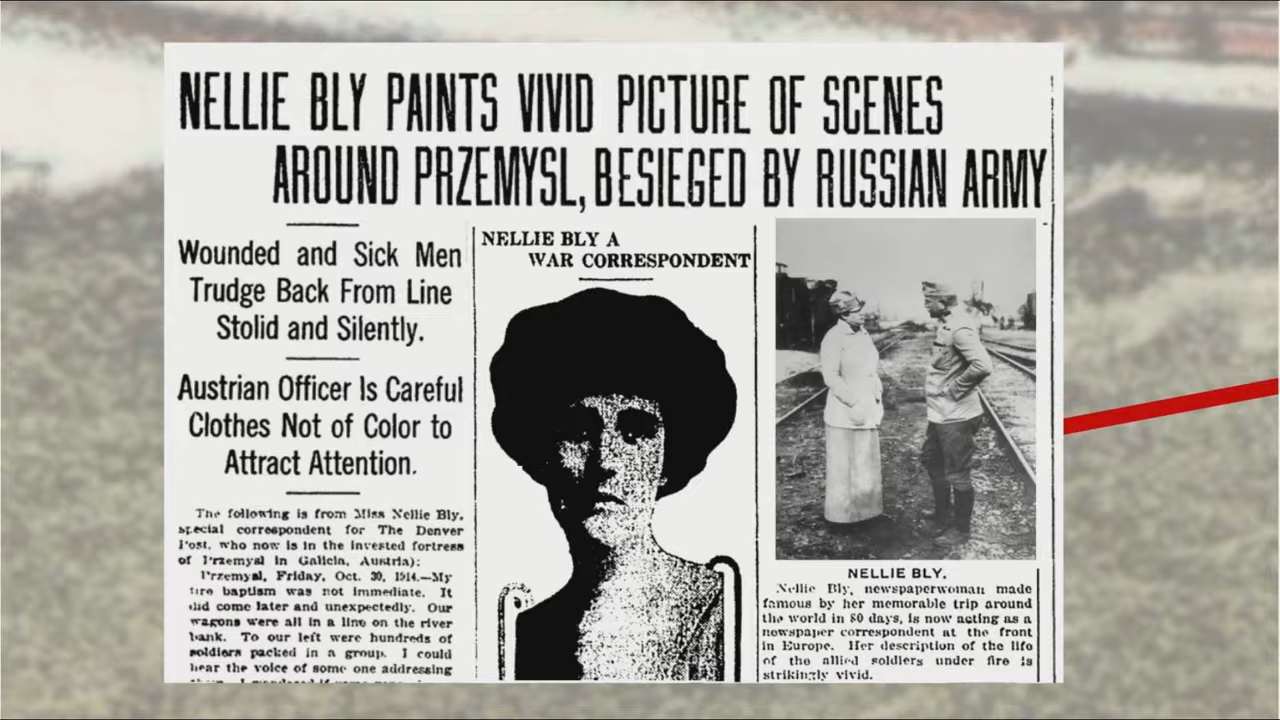 NELLIE BLY PAINTS VIVID PICTURE OF SCENES
AROUND PRZEMYSL, BESIEGED BY RUSSIAN ARMY
Wounded and Sick Men
Trudge Back From Line
Stolid and Silently.
Austrian Officer Is Careful
Clothes Not of Color to
Attract Attention.
The following is from Miss Nellie Bly,
special correspondent for The Denver
Post, who now is in the invested fortress
of Przemysl in Galicia, Austria):
Przemysl, Friday, Oct. 30, 1914.—My
fire baptism was not immediate. It
did come later and unexpectedly. Our
wagons were all in a line on the river
bank. To our left were hundreds of
soldiers packed in a group. I could
hear the voice of some one addressing
NELLIE BLY A
WAR CORRESPONDENT
NELLIE BLY.
Nellie Bly, newspaperwoman made
famous by her memorable trip around
the world in 80 days, is now acting as a
newspaper correspondent at the front
in Europe. Her description of the life
of the allied soldiers under fire is
strikingly vivid.